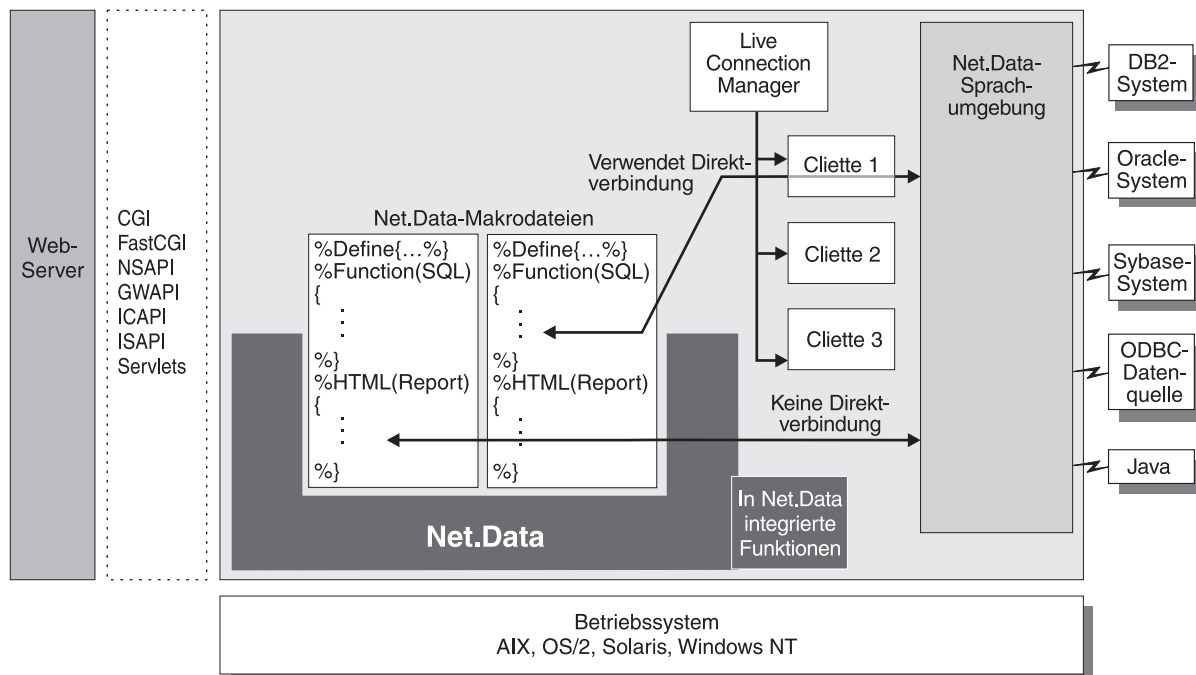 Web-
Server
CGI
FastCGI
NSAPI
GWAPI
ICAPI
ISAPI
Servlets
Live
Connection
Manager
Verwendet Direkt-
verbindung
Cliette 1
Cliette 2
Cliette 3
Net.Data-Makrodateien
%Define{...%}
%Function(SQL)
{
⋮
%}
%HTML(Report)
{
⋮
%}
%Define{...%}
%Function(SQL)
{
⋮
%}
%HTML(Report)
{
⋮
%}
Keine Direkt-
verbindung
Net.Data
In Net.Data
integrierte
Funktionen
Net.Data-
Sprach-
umgebung
DB2-
System
Oracle-
System
Sybase-
System
ODBC-
Daten-
quelle
Java
Betriebssystem
AIX, OS/2, Solaris, Windows NT